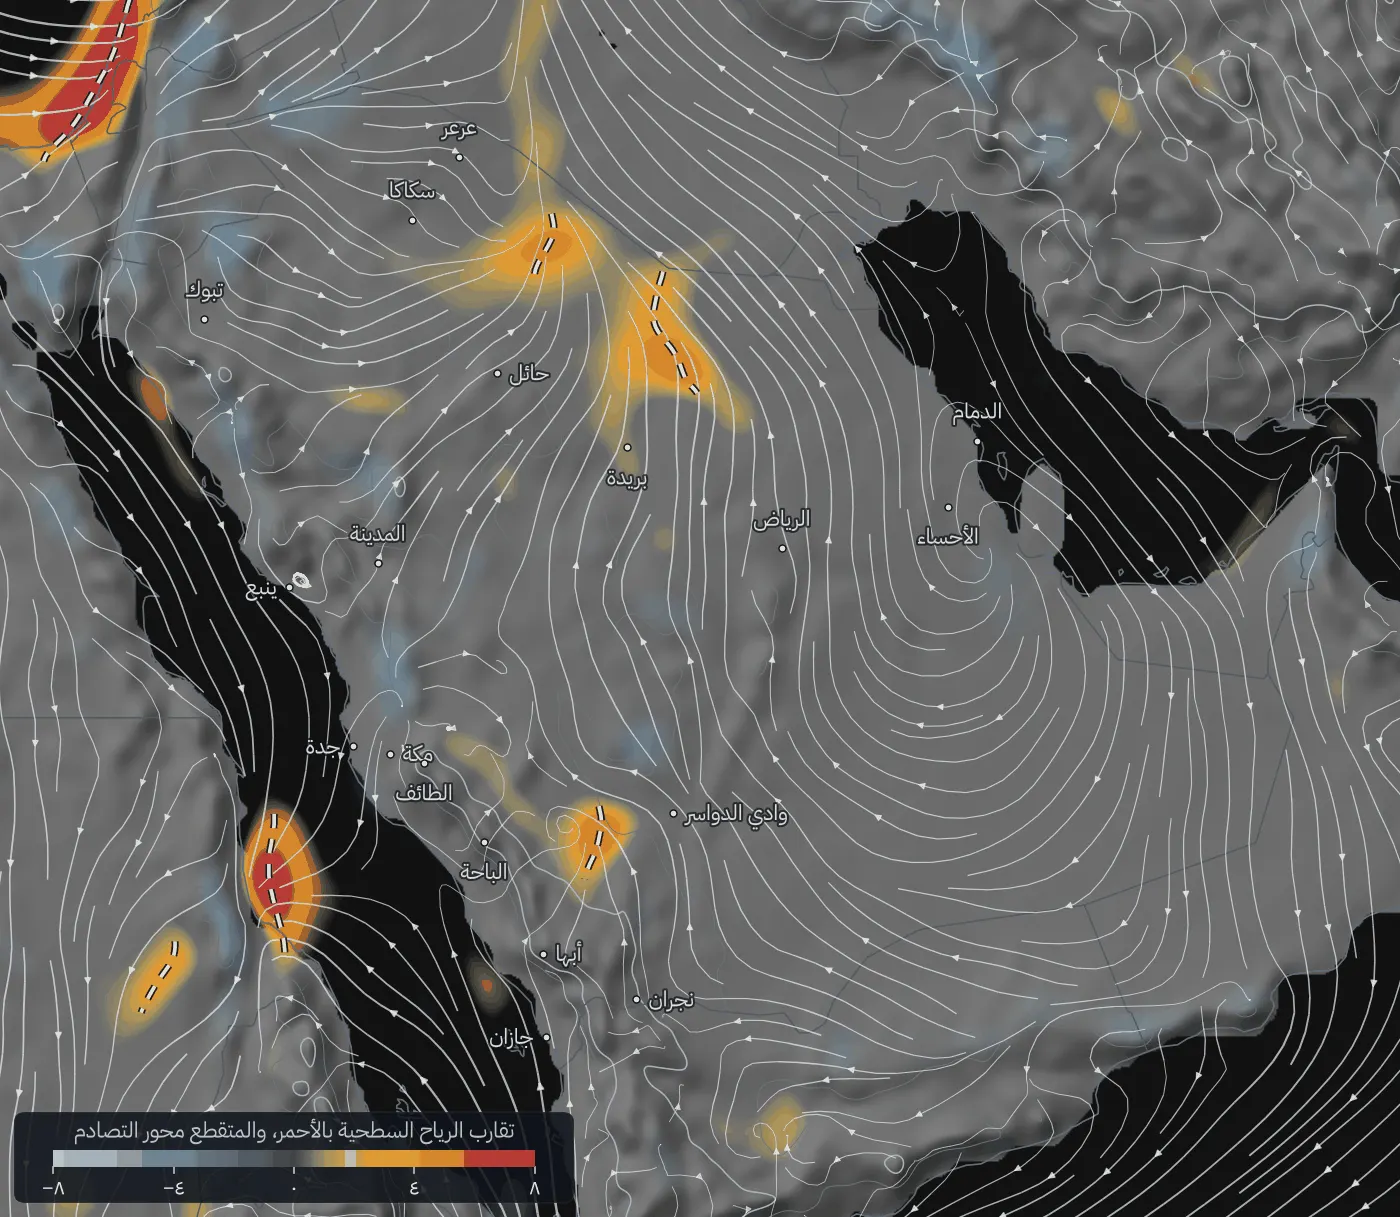 عرعر
سكاكا
تبوك
حائل
الدمام
بريدة
الرياض
الأحساء
المدينة
ينبع
جدة
مكة
الطائف
وادي الدواسر
الباحة
أبها
نجران
جازان
تقارب الرياح السطحية بالأحمر، والمتقطع محور التصادم
−٨ −٤ ٠ ٤ ٨